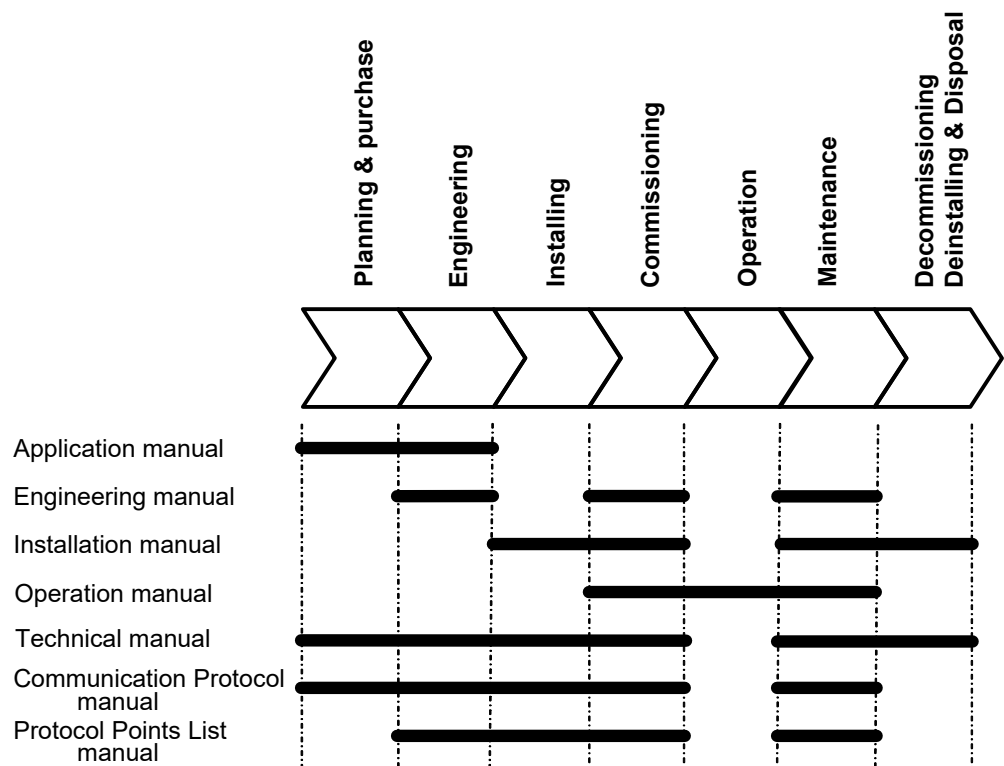 Planning & purchase
Engineering
Installing
Commissioning
Operation
Maintenance
Decommissioning
Deinstalling & Disposal
Application manual
Engineering manual
Installation manual
Operation manual
Technical manual
Communication Protocol
manual
Protocol Points List
manual